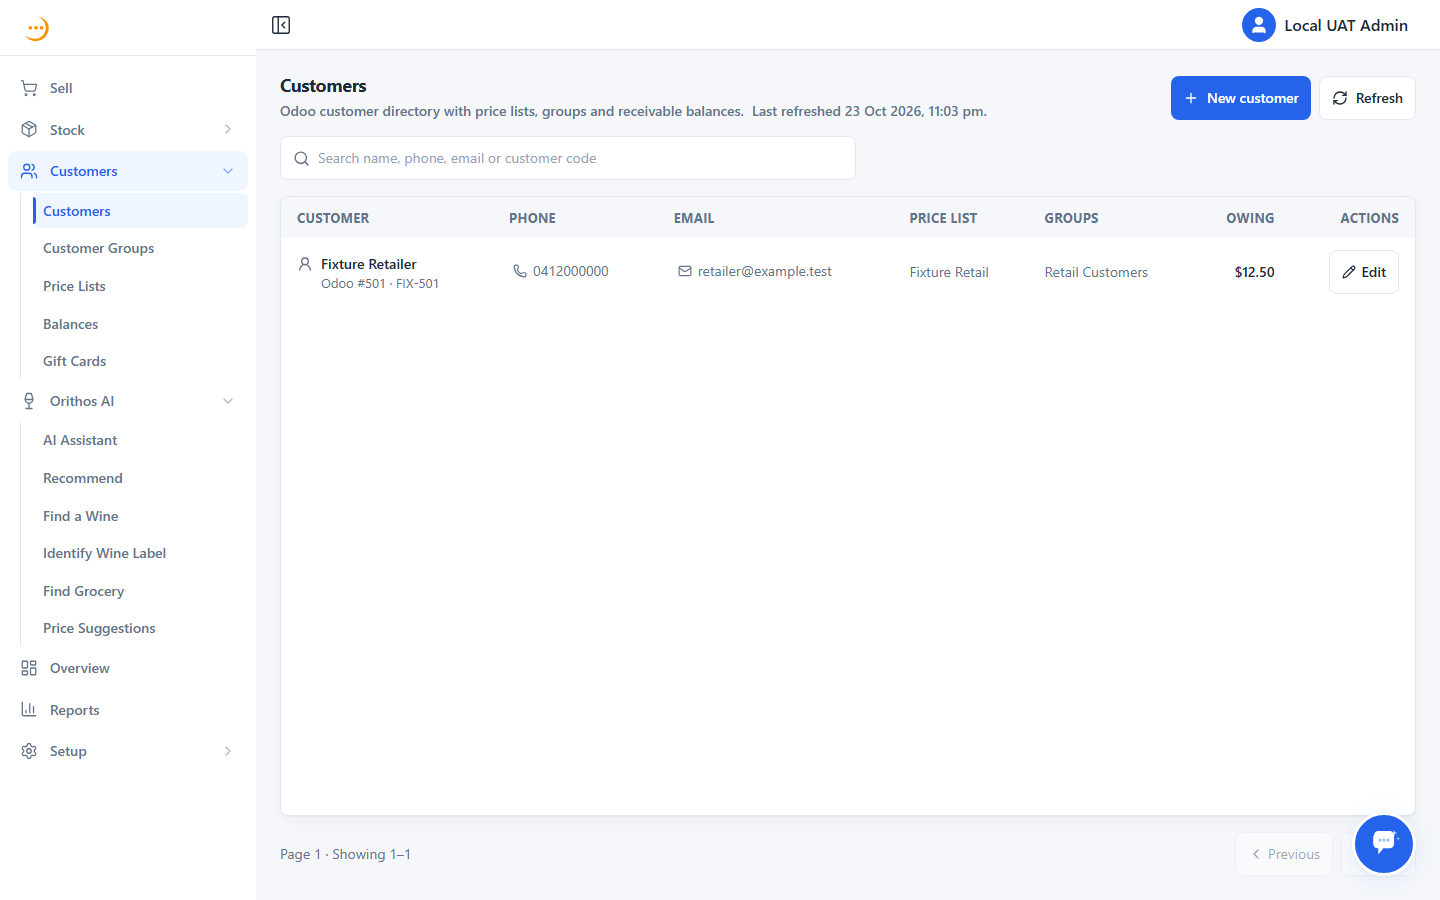 Local UAT Admin
Sell
Stock
Customers
Customers
Customer Groups
Price Lists
Balances
Gift Cards
Orithos AI
AI Assistant
Recommend
Find a Wine
Identify Wine Label
Find Grocery
Price Suggestions
Overview
Reports
Setup
Customers
Odoo customer directory with price lists, groups and receivable balances. Last refreshed 23 Oct 2026, 11:03 pm.
New customer
Refresh
Search name, phone, email or customer code
CUSTOMER PHONE EMAIL PRICE LIST GROUPS OWING ACTIONS
Fixture Retailer 0412000000 retailer@example.test Fixture Retail Retail Customers $12.50 Edit
Odoo #501 · FIX-501
Page 1 · Showing 1–1
Previous